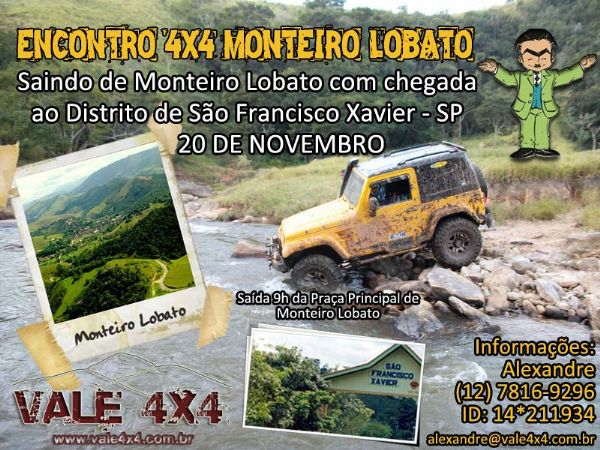 ENCONTRO 4X4 MONTEIRO LOBATO
Saindo de Monteiro Lobato com chegada
ao Distrito de São Francisco Xavier - SP
20 DE NOVEMBRO
Monteiro Lobato
Saída 9h da Praça Principal de
Monteiro Lobato
SÃO
FRANCISCO
XAVIER
VALE 4X4
www.vale4x4.com.br
Informações:
Alexandre
(12) 7816-9296
ID: 14*211934
alexandre@vale4x4.com.br